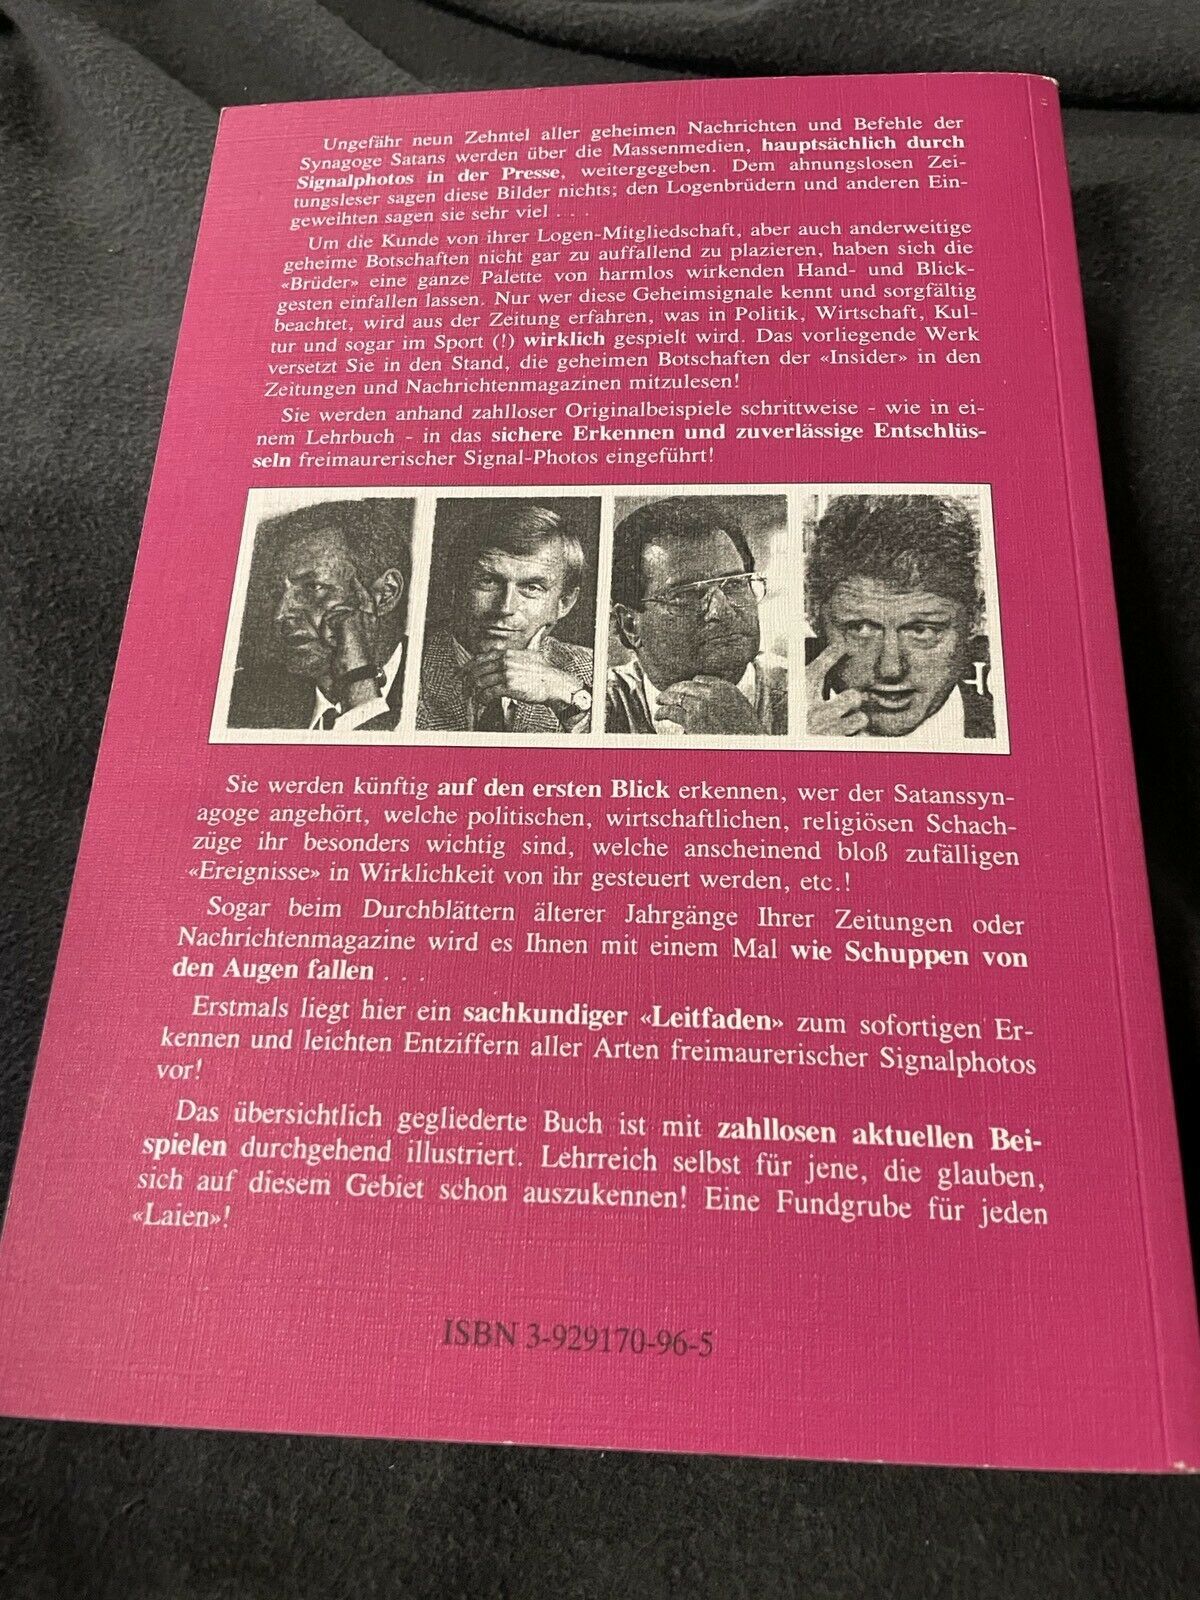 Ungefähr neun Zehntel aller geheimen Nachrichten und Befehle der
Synagoge Satans werden über die Massenmedien, hauptsächlich durch
Signalphotos in der Presse, weitergegeben. Dem ahnungslosen Zei-
tungsleser sagen diese Bilder nichts; den Logenbrüdern und anderen Ein-
geweihten sagen sie sehr viel . . .
Um die Kunde von ihrer Logen-Mitgliedschaft, aber auch anderweitige
geheime Botschaften nicht gar zu auffallend zu plazieren, haben sich die
«Brüder» eine ganze Palette von harmlos wirkenden Hand- und Blick-
gesten einfallen lassen. Nur wer diese Geheimsignale kennt und sorgfältig
beachtet, wird aus der Zeitung erfahren, was in Politik, Wirtschaft, Kul-
tur und sogar im Sport (!) wirklich gespielt wird. Das vorliegende Werk
versetzt Sie in den Stand, die geheimen Botschaften der «Insider» in den
Zeitungen und Nachrichtenmagazinen mitzulesen!
Sie werden anhand zahlloser Originalbeispiele schrittweise - wie in ei-
nem Lehrbuch - in das sichere Erkennen und zuverlässige Entschlüs-
seln freimaurerischer Signal-Photos eingeführt!
Sie werden künftig auf den ersten Blick erkennen, wer der Satanssyn-
agoge angehört, welche politischen, wirtschaftlichen, religiösen Schach-
züge ihr besonders wichtig sind, welche anscheinend bloß zufälligen
«Ereignisse» in Wirklichkeit von ihr gesteuert werden, etc.!
Sogar beim Durchblättern älterer Jahrgänge Ihrer Zeitungen oder
Nachrichtenmagazine wird es Ihnen mit einem Mal wie Schuppen von
den Augen fallen . . .
Erstmals liegt hier ein sachkundiger «Leitfaden» zum sofortigen Er-
kennen und leichten Entziffern aller Arten freimaurerischer Signalphotos
vor!
Das übersichtlich gegliederte Buch ist mit zahllosen aktuellen Bei-
spielen durchgehend illustriert. Lehrreich selbst für jene, die glauben,
sich auf diesem Gebiet schon auszukennen! Eine Fundgrube für jeden
«Laien»!
ISBN 3-929170-96-5